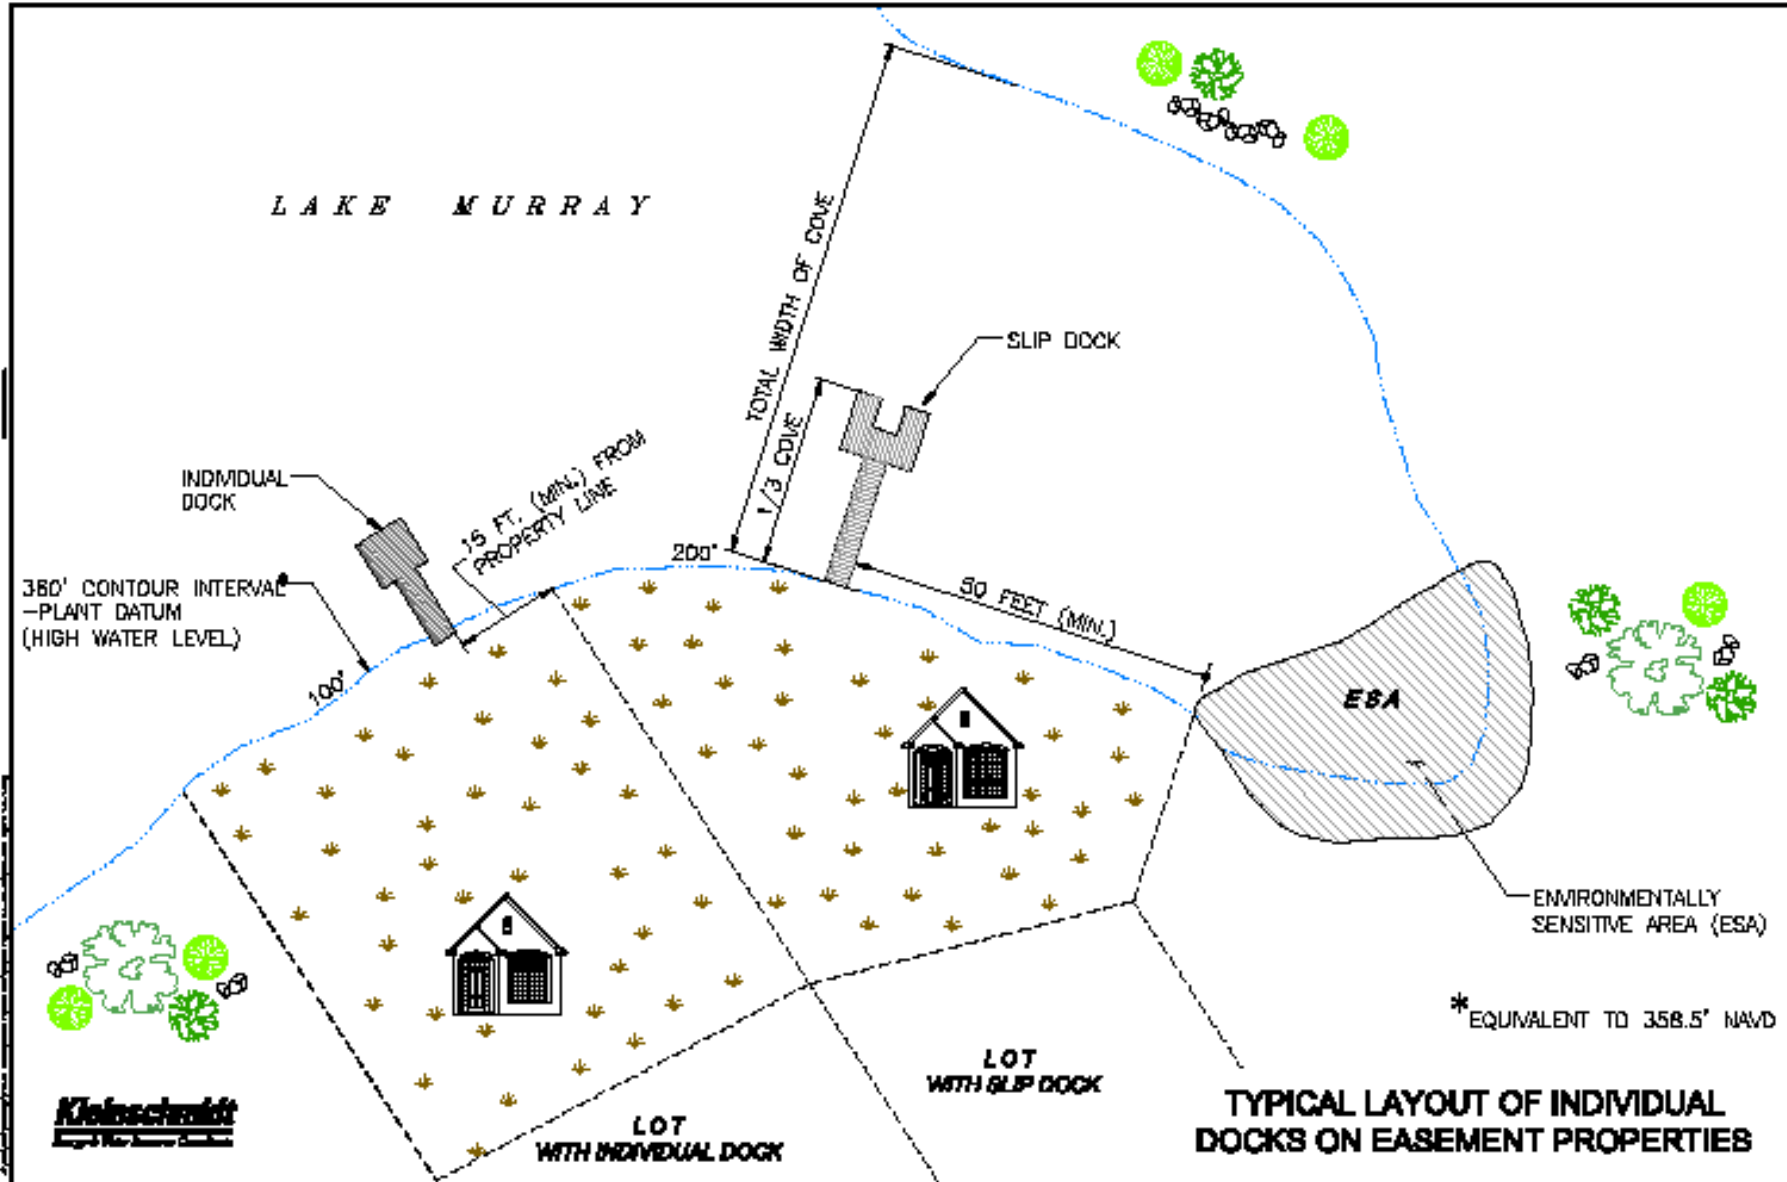 LAKE MURRAY
TOTAL WIDTH OF COVE
SLIP DOCK
1/3 COVE
INDIVIDUAL
DOCK
15 FT. (MIN.) FROM
PROPERTY LINE
200'
50 FEET (MIN.)
360' CONTOUR INTERVAL
-PLANT DATUM
(HIGH WATER LEVEL)
100'
ESA
ENVIRONMENTALLY
SENSITIVE AREA (ESA)
*EQUIVALENT TO 358.5' NAVD
LOT
WITH SLIP DOCK
LOT
WITH INDIVIDUAL DOCK
TYPICAL LAYOUT OF INDIVIDUAL
DOCKS ON EASEMENT PROPERTIES
Kleinschmidt